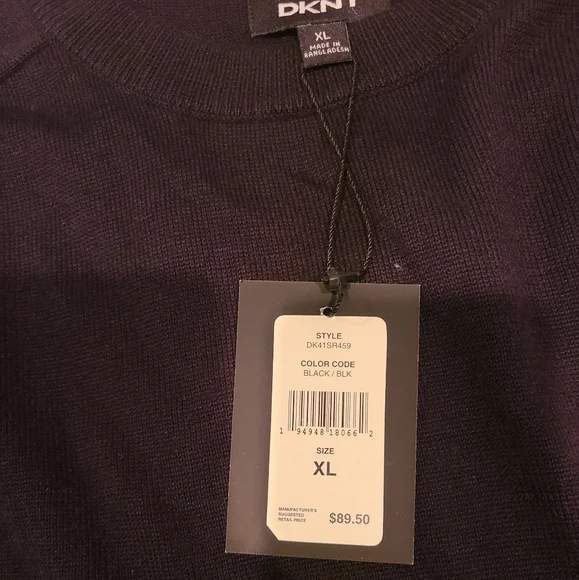 DKNY
XL
MADE IN
BANGLADESH
STYLE
DK41SR459
COLOR CODE
BLACK / BLK
1 94948 18066 2
SIZE
XL
MANUFACTURER'S
SUGGESTED
RETAIL PRICE
$89.50